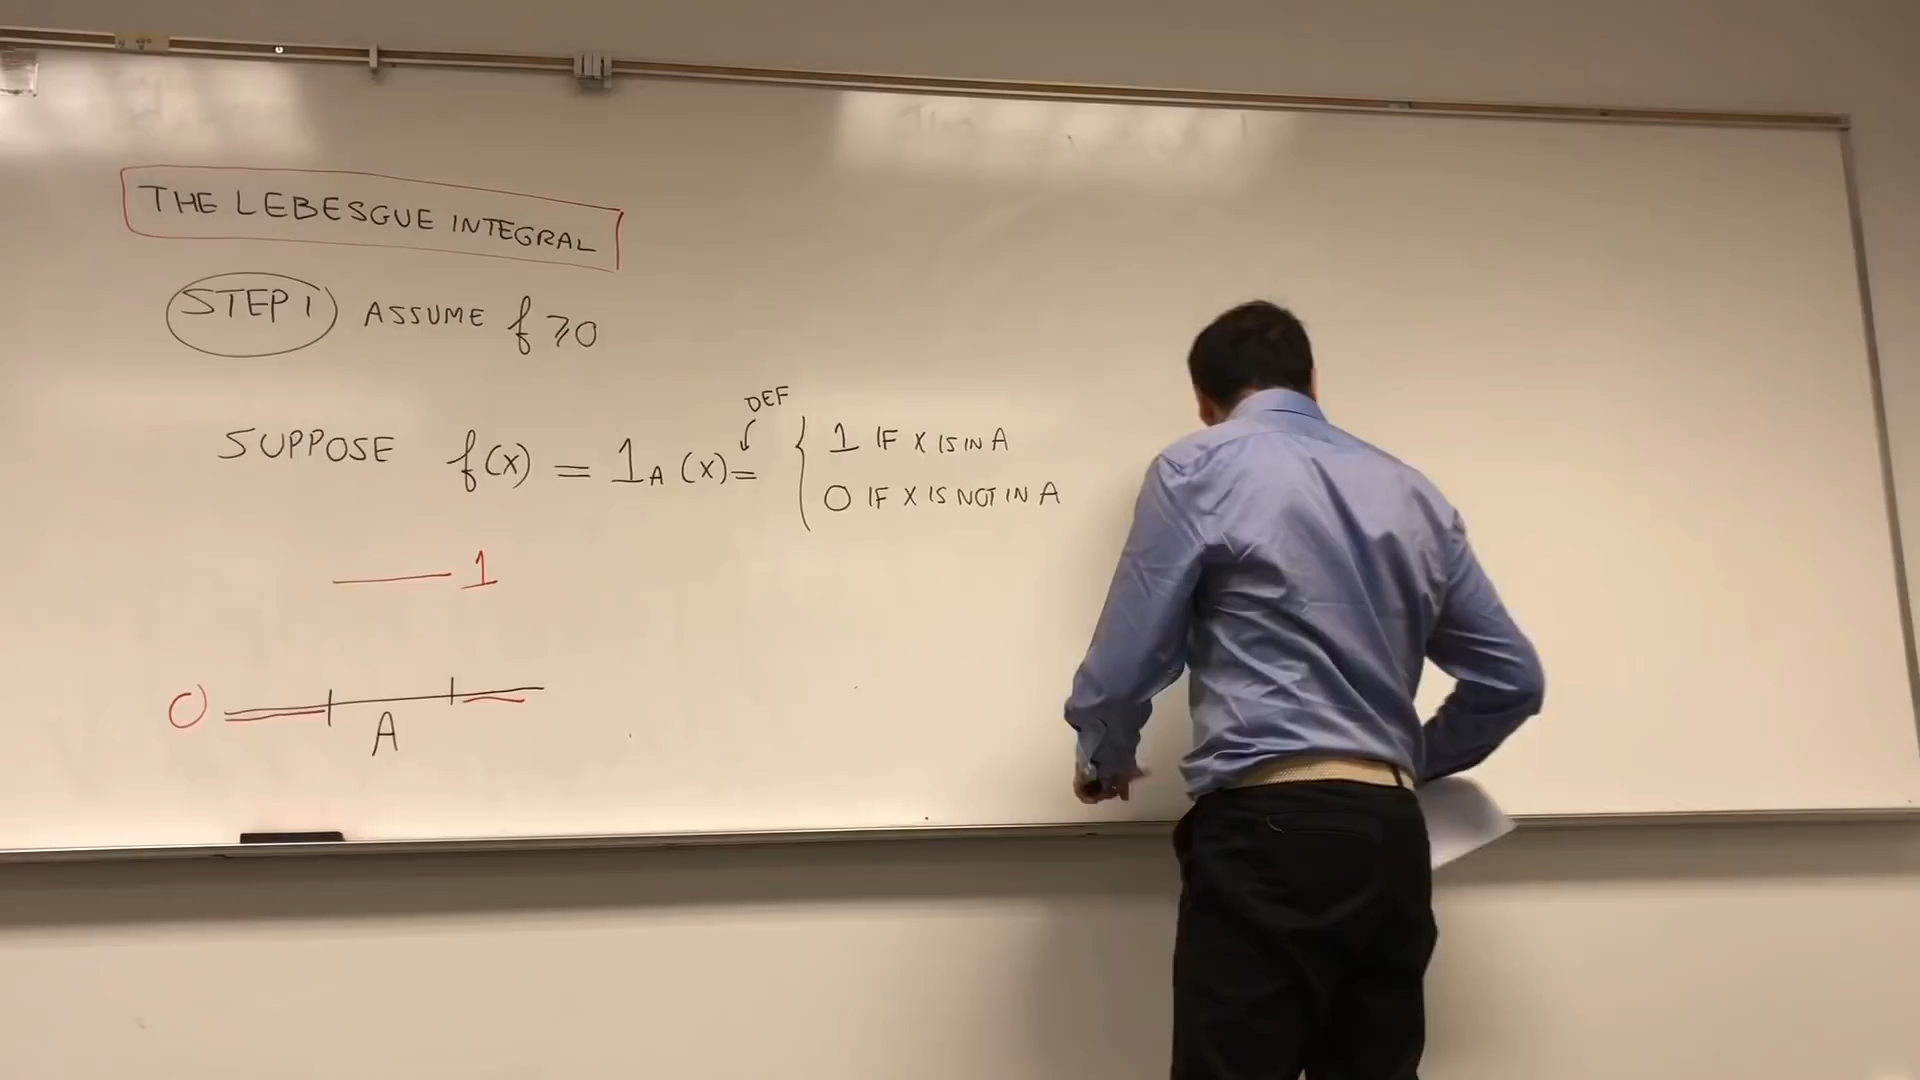 THE LEBESGUE INTEGRAL
STEP 1 ASSUME f ⩾ 0
DEF
SUPPOSE f(x) = 1_A (x) = { 1 IF X IS IN A
0 IF X IS NOT IN A
1
0
A